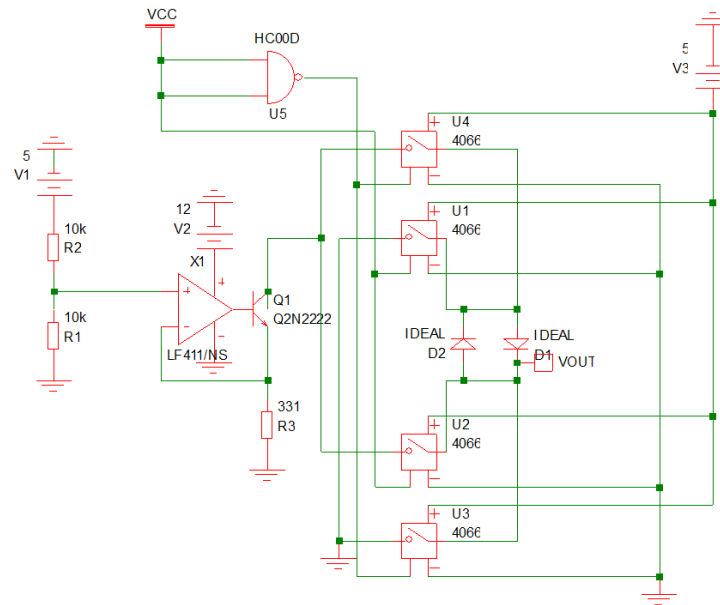 VCC
HC00D
U5
5
V3
U4
4066
5
V1
12
V2
U1
4066
10k
R2
X1
+
-
+
-
Q1
Q2N2222
10k
R1
LF411/NS
IDEAL
D2
IDEAL
D1
VOUT
331
R3
U2
4066
U3
4066